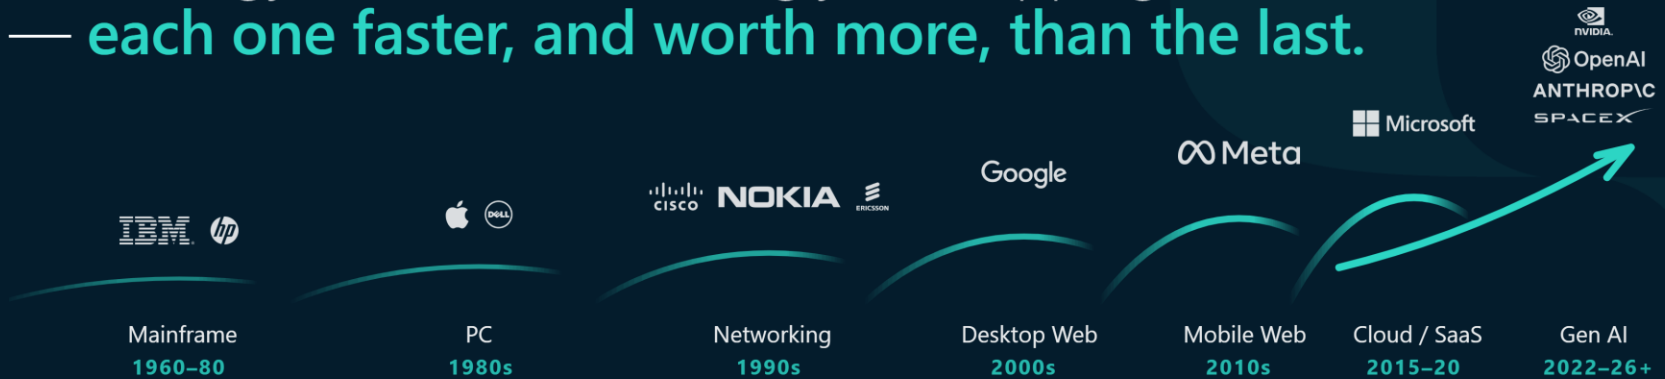 — each one faster, and worth more, than the last.
NVIDIA.
OpenAI
ANTHROP\C
SPACEX
Microsoft
Meta
Google
CISCO NOKIA ERICSSON
DELL
IBM. hp
Mainframe PC Networking Desktop Web Mobile Web Cloud / SaaS Gen AI
1960–80 1980s 1990s 2000s 2010s 2015–20 2022–26+